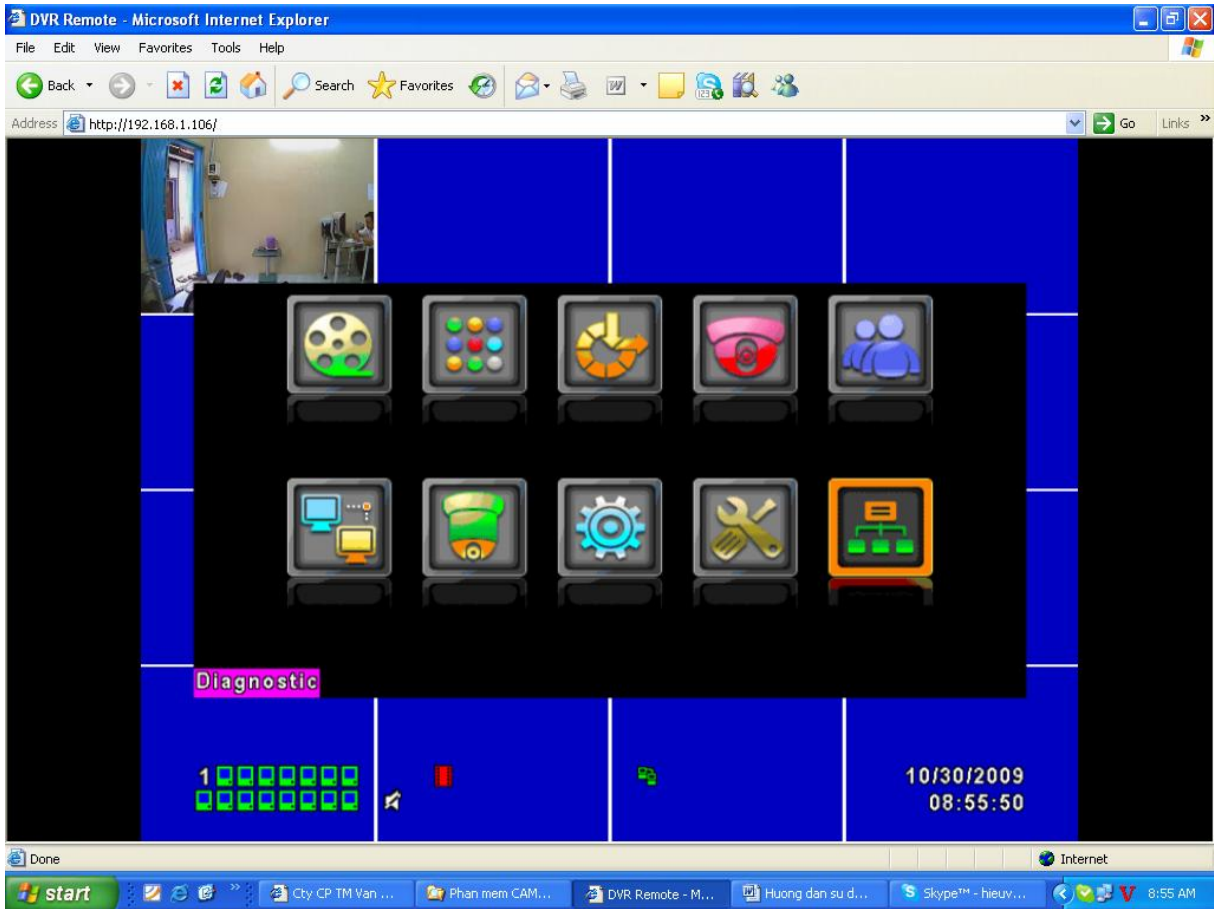 DVR Remote - Microsoft Internet Explorer
File Edit View Favorites Tools Help
Back Search Favorites
Address http://192.168.1.106/ Go Links »
Diagnostic
1
10/30/2009
08:55:50
Done Internet
start » Cty CP TM Van ... Phan mem CAM... DVR Remote - M... Huong dan su d... Skype™ - hieuv... 8:55 AM